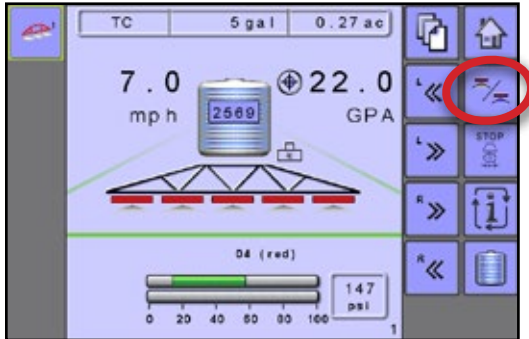 TC 5 gal 0.27 ac
7.0 22.0
mph 2569 GPA
L
STOP
L
04 (red)
R
147
psi
R
0 20 40 60 80 100
1